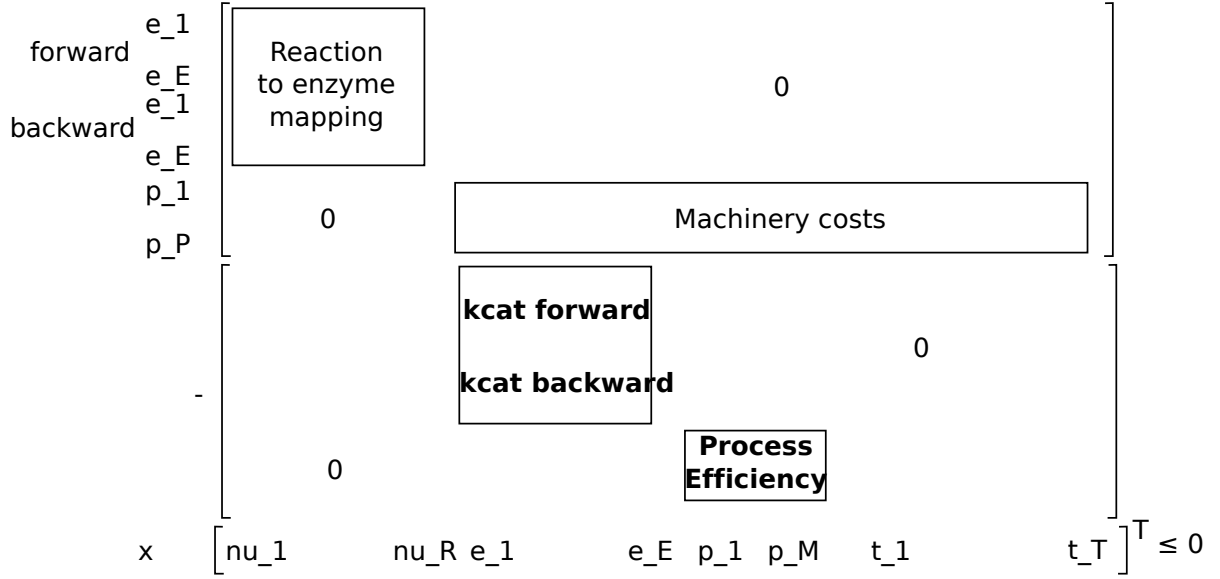 e_1
forward
e_E
e_1
backward
e_E
p_1
p_P
Reaction
to enzyme
mapping
0
0
Machinery costs
-
kcat forward
kcat backward
0
0
Process
Efficiency
x [nu_1 nu_R e_1 e_E p_1 p_M t_1 t_T] T ≤ 0